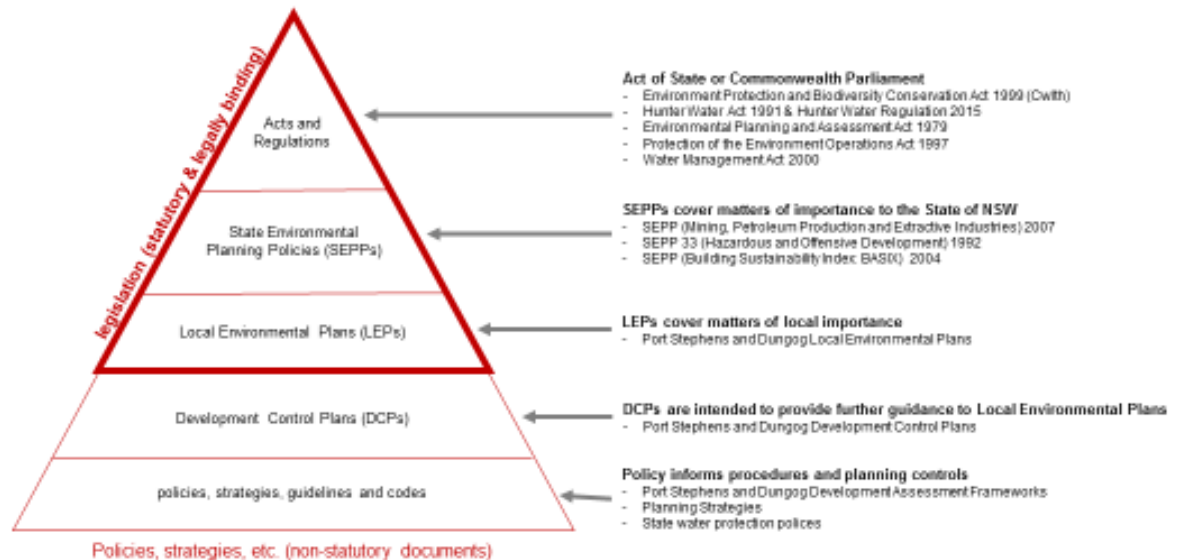 legislation (statutory & legally binding)
Acts and
Regulations
State Environmental
Planning Policies (SEPPs)
Local Environmental Plans (LEPs)
Development Control Plans (DCPs)
policies, strategies, guidelines and codes
Policies, strategies, etc. (non-statutory documents)
Act of State or Commonwealth Parliament
- Environment Protection and Biodiversity Conservation Act 1999 (Cwlth)
- Hunter Water Act 1991 & Hunter Water Regulation 2015
- Environmental Planning and Assessment Act 1979
- Protection of the Environment Operations Act 1997
- Water Management Act 2000
SEPPs cover matters of importance to the State of NSW
- SEPP (Mining, Petroleum Production and Extractive Industries) 2007
- SEPP 33 (Hazardous and Offensive Development) 1992
- SEPP (Building Sustainability Index: BASIX) 2004
LEPs cover matters of local importance
- Port Stephens and Dungog Local Environmental Plans
DCPs are intended to provide further guidance to Local Environmental Plans
- Port Stephens and Dungog Development Control Plans
Policy informs procedures and planning controls
- Port Stephens and Dungog Development Assessment Frameworks
- Planning Strategies
- State water protection polices